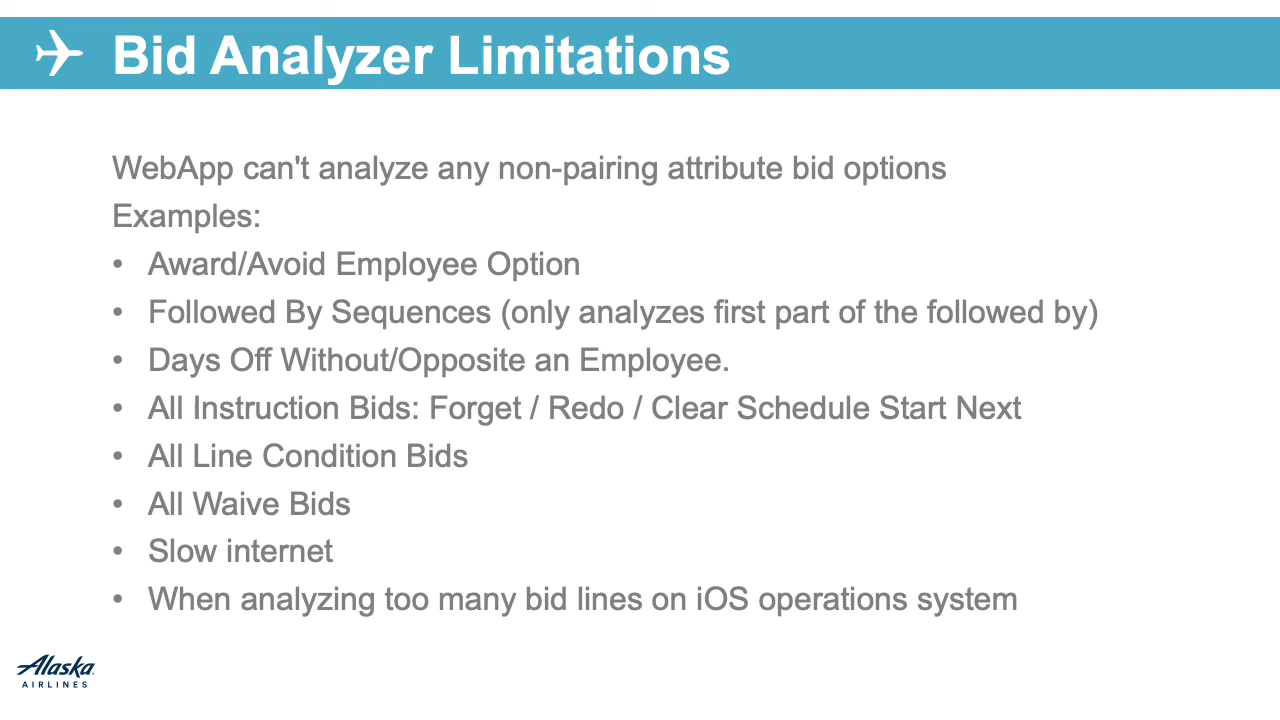 Bid Analyzer Limitations
WebApp can't analyze any non-pairing attribute bid options
Examples:
• Award/Avoid Employee Option
• Followed By Sequences (only analyzes first part of the followed by)
• Days Off Without/Opposite an Employee.
• All Instruction Bids: Forget / Redo / Clear Schedule Start Next
• All Line Condition Bids
• All Waive Bids
• Slow internet
• When analyzing too many bid lines on iOS operations system
Alaska
AIRLINES